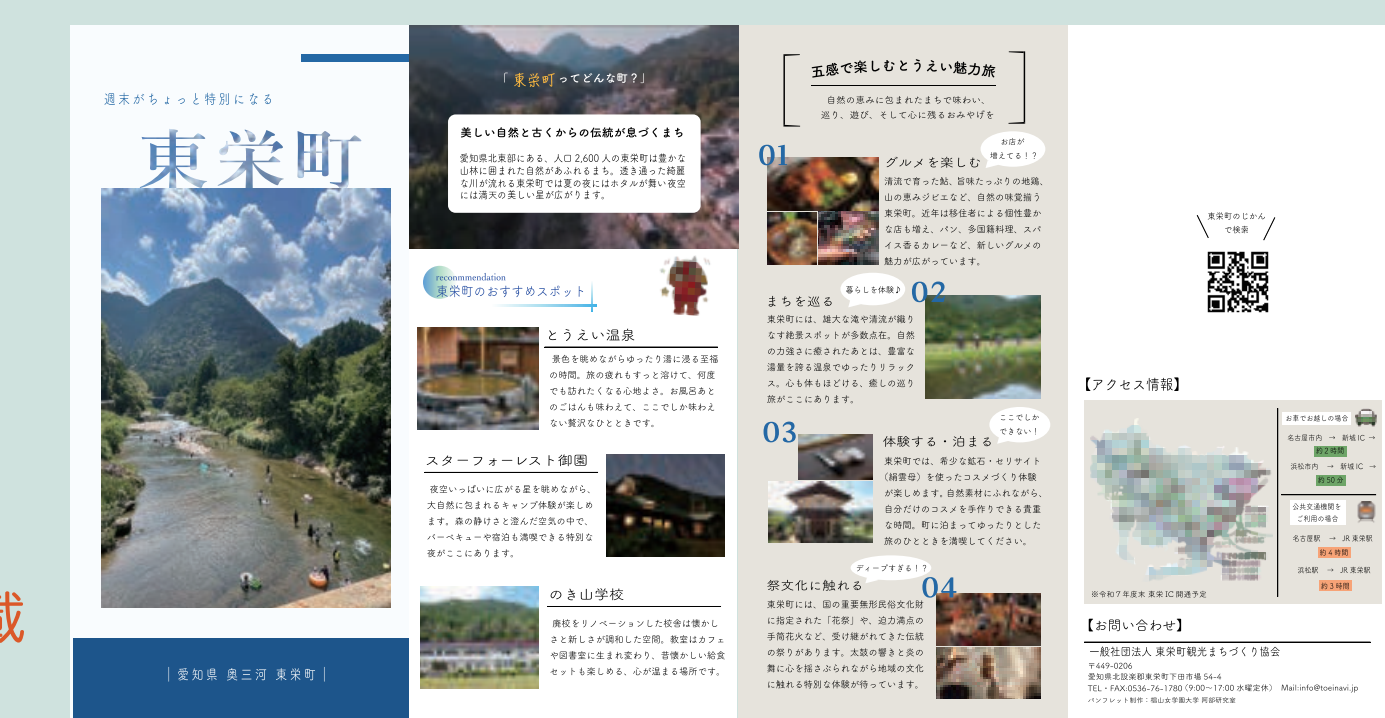 載
週末がちょっと特別になる
東栄町
|愛知県 奥三河 東栄町|
「東栄町ってどんな町？」
美しい自然と古くからの伝統が息づくまち
愛知県北東部にある、人口 2,600 人の東栄町は豊かな
山林に囲まれた自然があふれるまち。透き通った綺麗
な川が流れる東栄町では夏の夜にはホタルが舞い夜空
には満天の美しい星が広がります。
reconmmendation
東栄町のおすすめスポット
とうえい温泉
景色を眺めながらゆったり湯に浸る至福
の時間。旅の疲れもすっと溶けて、何度
でも訪れたくなる心地よさ。お風呂あと
のごはんも味わえて、ここでしか味わえ
ない贅沢なひとときです。
スターフォーレスト御園
夜空いっぱいに広がる星を眺めながら、
大自然に包まれるキャンプ体験が楽しめ
ます。森の静けさと澄んだ空気の中で、
バーベキューや宿泊も満喫できる特別な
夜がここにあります。
のき山学校
廃校をリノベーションした校舎は懐かし
さと新しさが調和した空間。教室はカフェ
や図書室に生まれ変わり、昔懐かしい給食
セットも楽しめる、心が温まる場所です。
五感で楽しむとうえい魅力旅
自然の恵みに包まれたまちで味わい、
巡り、遊び、そして心に残るおみやげを
01
お店が
増えてる！？
グルメを楽しむ
清流で育った鮎、旨味たっぷりの地鶏、
山の恵みジビエなど、自然の味覚揃う
東栄町。近年は移住者による個性豊か
な店も増え、パン、多国籍料理、スパ
イス香るカレーなど、新しいグルメの
魅力が広がっています。
暮らしを体験♪
02
まちを巡る
東栄町には、雄大な滝や清流が織り
なす絶景スポットが多数点在。自然
の力強さに癒されたあとは、豊富な
湯量を誇る温泉でゆったりリラック
ス。心も体もほどける、癒しの巡り
旅がここにあります。
03
ここでしか
できない！
体験する・泊まる
東栄町では、希少な鉱石・セリサイト
（絹雲母）を使ったコスメづくり体験
が楽しめます。自然素材にふれながら、
自分だけのコスメを手作りできる貴重
な時間。町に泊まってゆったりとした
旅のひとときを満喫してください。
ディープすぎる！？
04
祭文化に触れる
東栄町には、国の重要無形民俗文化財
に指定された「花祭」や、迫力満点の
手筒花火など、受け継がれてきた伝統
の祭りがあります。太鼓の響きと炎の
舞に心を揺さぶられながら地域の文化
に触れる特別な体験が待っています。
東栄町のじかん
で検索
【アクセス情報】
お車でお越しの場合
名古屋市内 → 新城 IC →
約２時間
浜松市内 → 新城 IC →
約 50 分
公共交通機関を
ご利用の場合
名古屋駅 → JR 東栄駅
約４時間
浜松駅 → JR 東栄駅
約３時間
※令和７年度末 東栄 IC 開通予定
【お問い合わせ】
一般社団法人 東栄町観光まちづくり協会
〒449-0206
愛知県北設楽郡東栄町下田市場 54-4
TEL・FAX:0536-76-1780（9:00〜17:00 水曜定休） Mail:info@toeinavi.jp
パンフレット制作：椙山女学園大学 阿部研究室